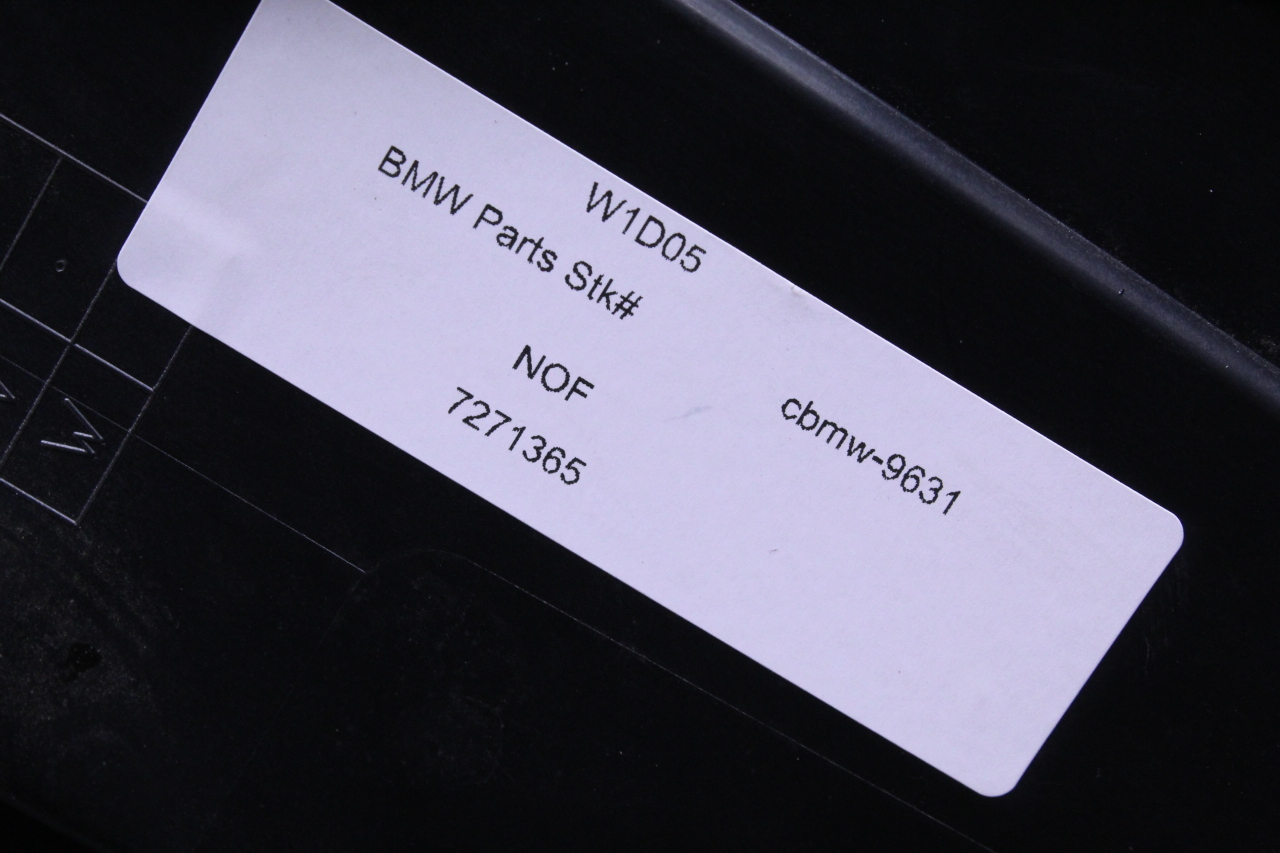 W1D05
BMW Parts Stk#
cbmw-9631
NOF
7271365
W